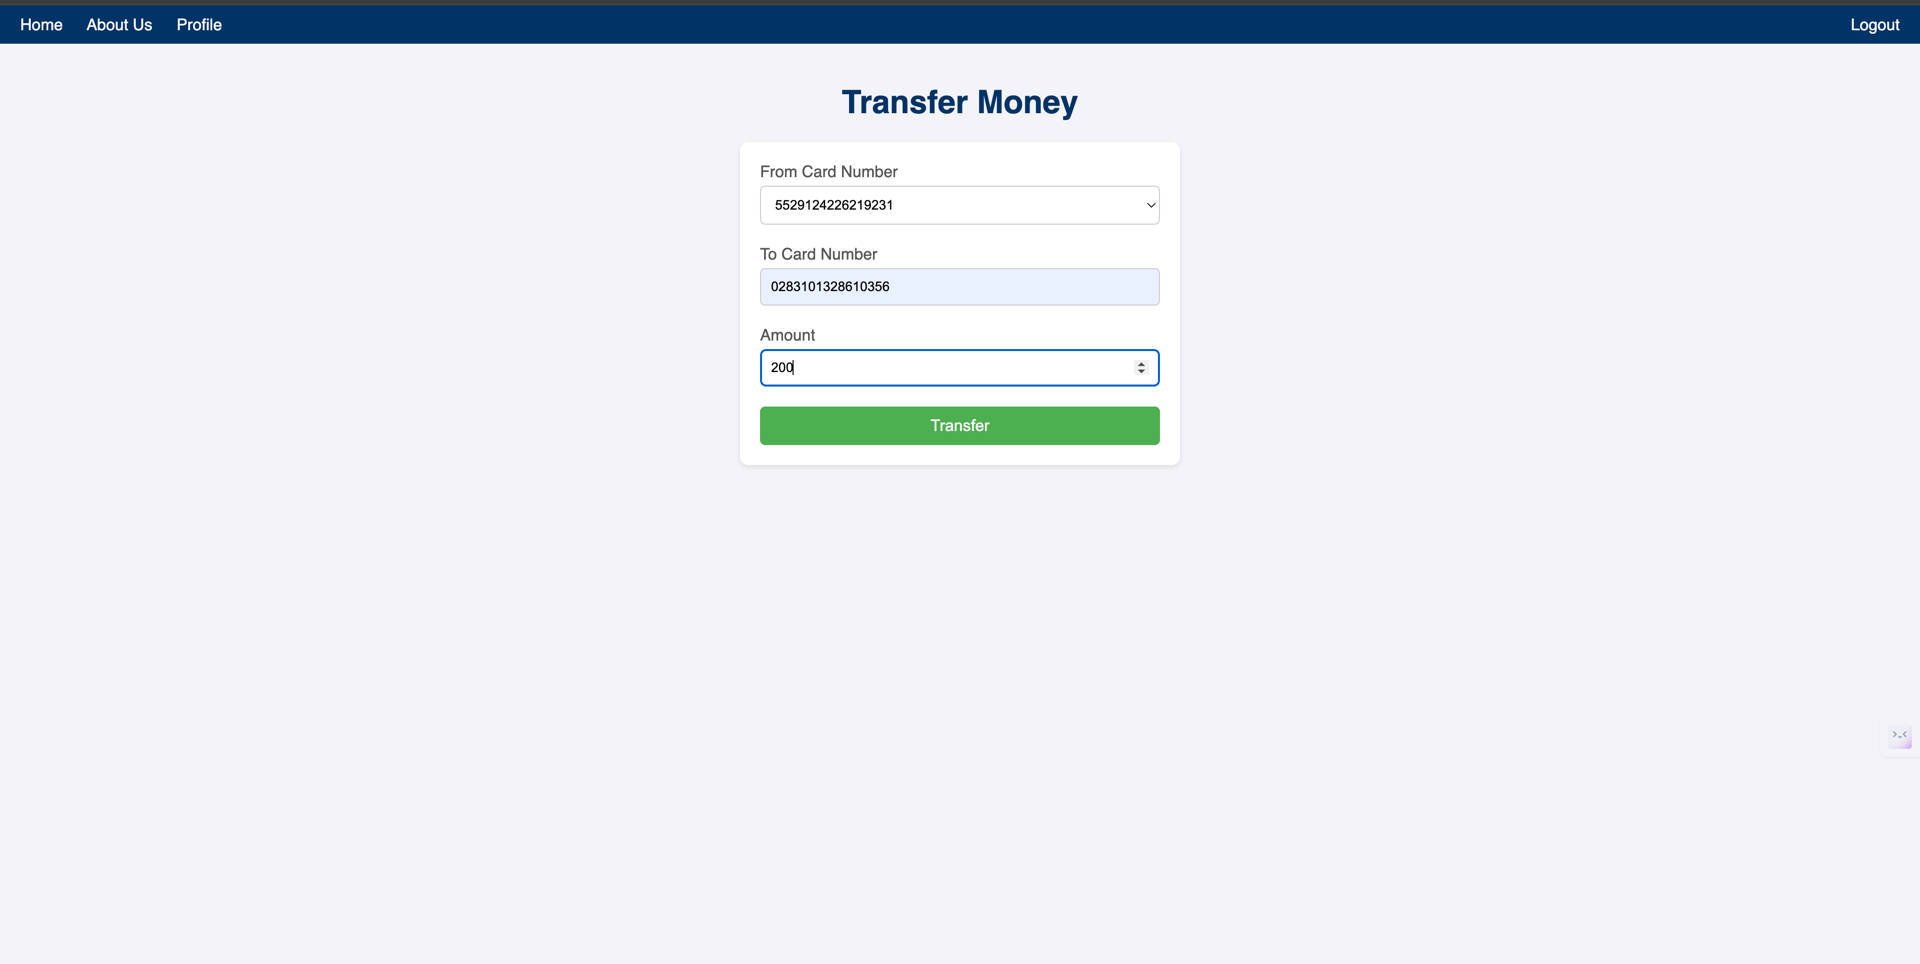 Home About Us Profile Logout
Transfer Money
From Card Number
5529124226219231
To Card Number
0283101328610356
Amount
200
Transfer